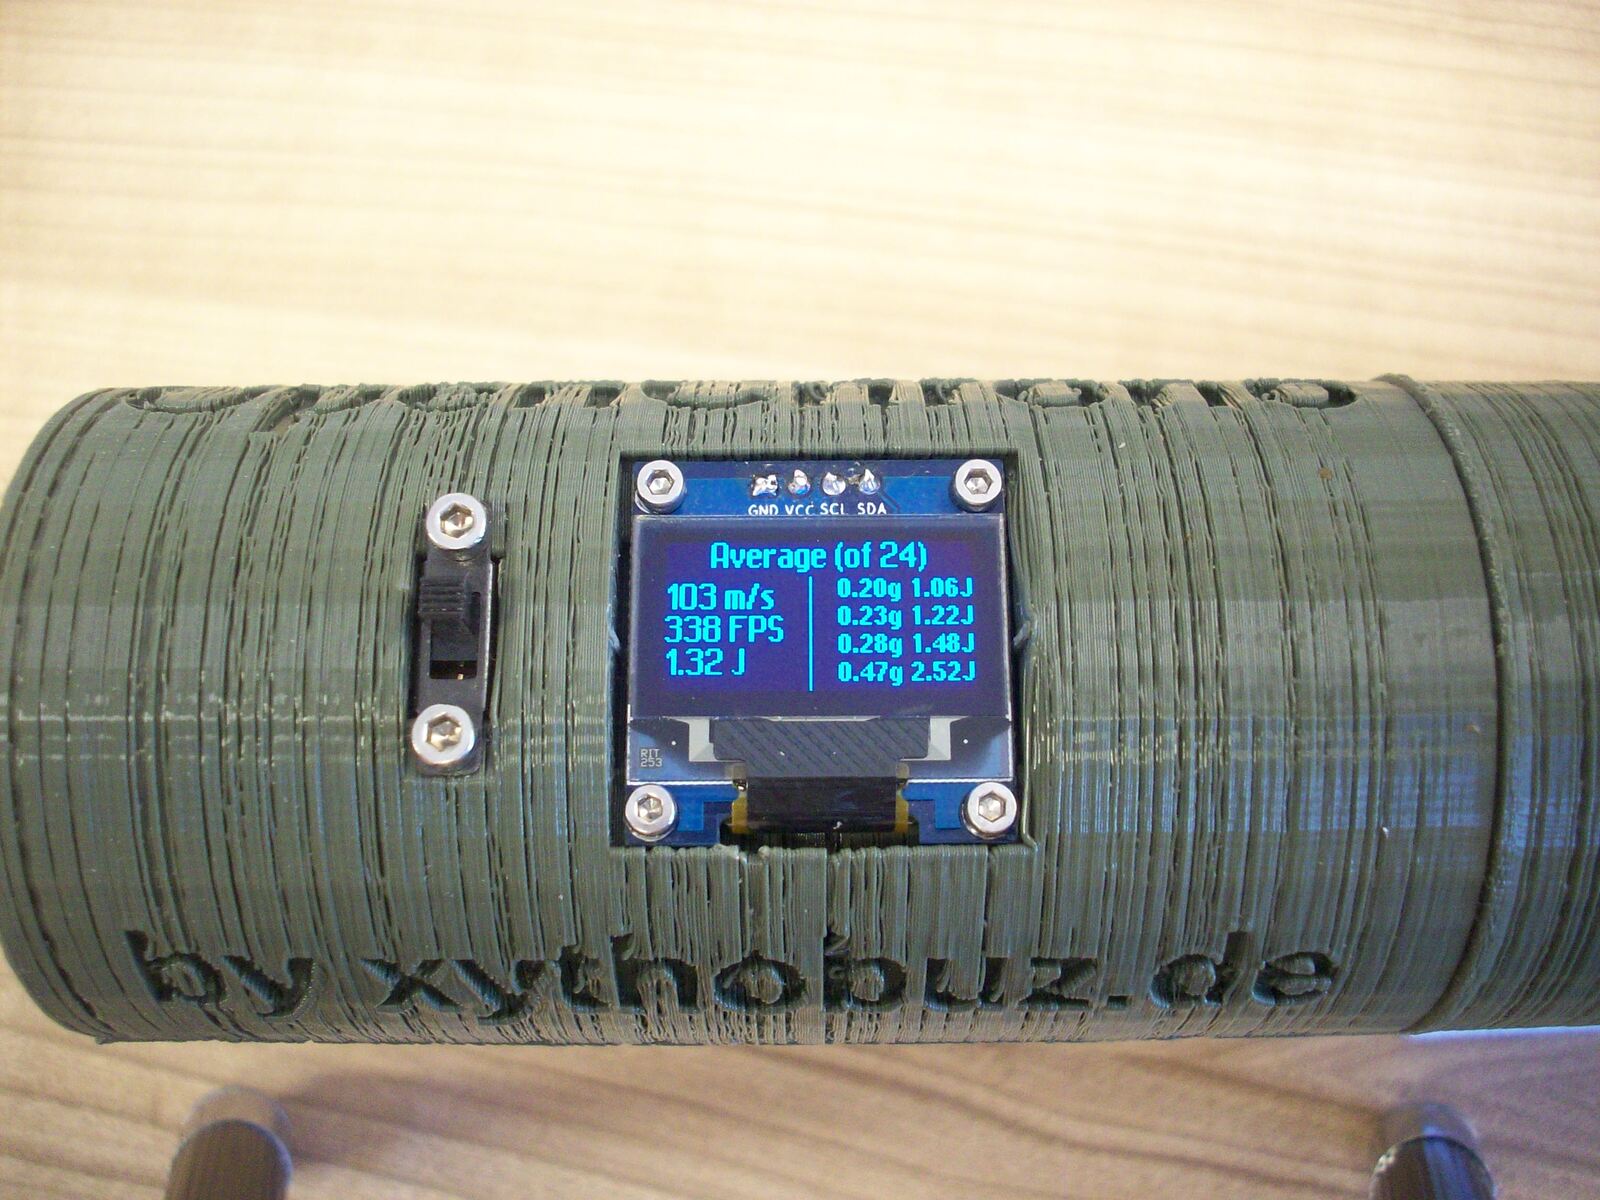 GND VCC SCL SDA
Average (of 24)
103 m/s
338 FPS
1.32 J
0.20g 1.06J
0.23g 1.22J
0.28g 1.48J
0.47g 2.52J
RIT
253
by xythobuz.de